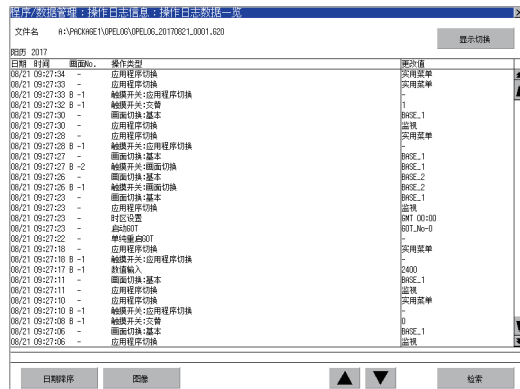 程序/数据管理:操作日志信息:操作日志数据一览
文件名 A:\PACKAGE1\OPELOG\OPELOG_20170821_0001.G2O
显示切换
阳历 2017
日期 时间 画面No. 操作类型 更改值
08/21 09:27:34 - 应用程序切换 实用菜单
08/21 09:27:33 - 应用程序切换 实用菜单
08/21 09:27:33 B -1 触摸开关:应用程序切换 -
08/21 09:27:32 B -1 触摸开关:交替 1
08/21 09:27:30 - 画面切换:基本 BASE_1
08/21 09:27:30 - 应用程序切换 监视
08/21 09:27:28 - 应用程序切换 实用菜单
08/21 09:27:28 B -1 触摸开关:应用程序切换 -
08/21 09:27:27 - 画面切换:基本 BASE_1
08/21 09:27:27 B -2 触摸开关:画面切换 BASE_1
08/21 09:27:26 - 画面切换:基本 BASE_2
08/21 09:27:26 B -1 触摸开关:画面切换 BASE_2
08/21 09:27:23 - 画面切换:基本 BASE_1
08/21 09:27:23 - 应用程序切换 监视
08/21 09:27:23 - 时区设置 GMT 00:00
08/21 09:27:23 - 启动GOT GOT_No-0
08/21 09:27:22 - 单纯重启GOT -
08/21 09:27:18 - 应用程序切换 实用菜单
08/21 09:27:18 B -1 触摸开关:应用程序切换 -
08/21 09:27:17 B -1 数值输入 2400
08/21 09:27:11 - 画面切换:基本 BASE_1
08/21 09:27:11 - 应用程序切换 监视
08/21 09:27:10 - 应用程序切换 实用菜单
08/21 09:27:10 B -1 触摸开关:应用程序切换 -
08/21 09:27:08 B -1 触摸开关:交替 0
08/21 09:27:06 - 画面切换:基本 BASE_1
08/21 09:27:06 - 应用程序切换 监视
日期降序 图像 ▲ ▼ 检索